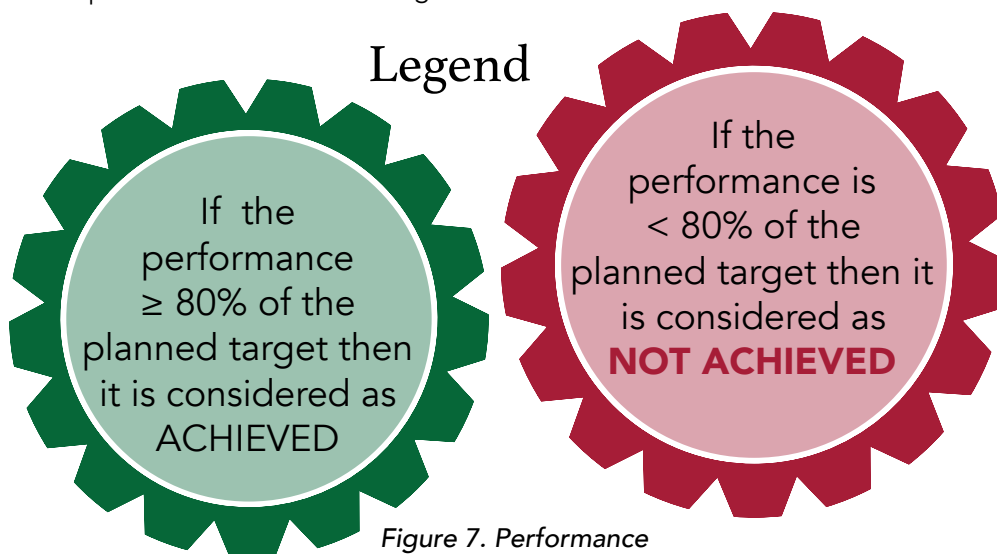 Legend
If the
performance
≥ 80% of the
planned target then
it is considered as
ACHIEVED
If the
performance is
< 80% of the
planned target then it
is considered as
NOT ACHIEVED
Figure 7. Performance